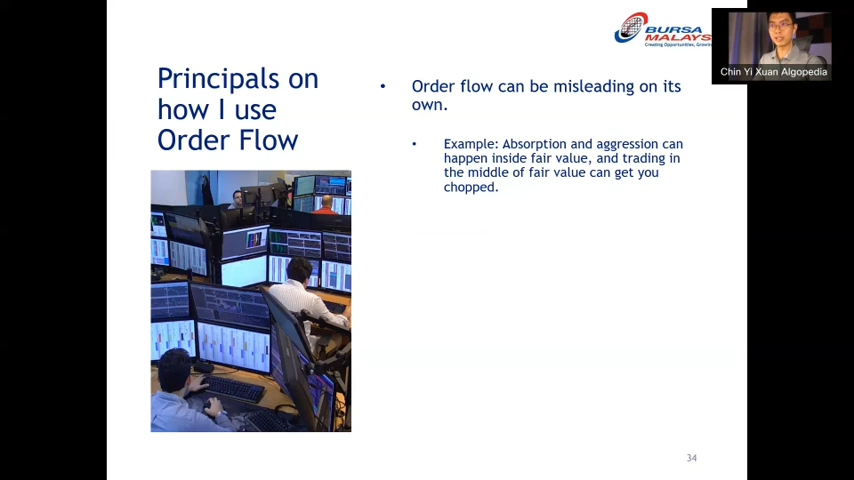 BURSA
MALAYS
Creating Opportunities, Growin
Chin Yi Xuan Algopedia
Principals on
how I use
Order Flow
• Order flow can be misleading on its
own.
• Example: Absorption and aggression can
happen inside fair value, and trading in
the middle of fair value can get you
chopped.
34